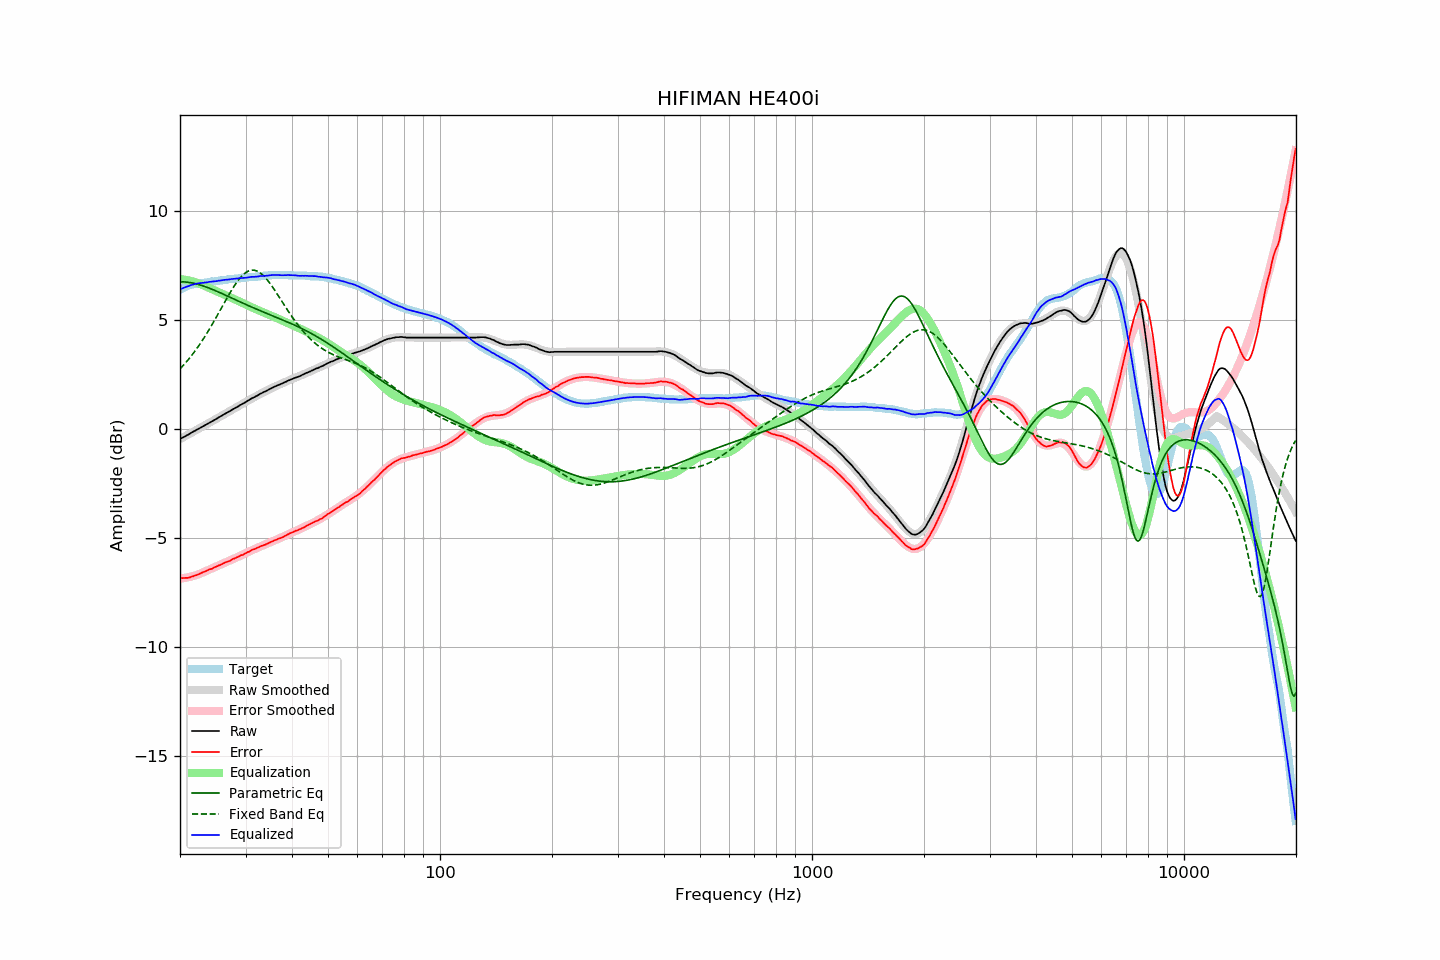 HIFIMAN HE400i
Amplitude (dBr)
10
5
0
−5
−10
−15
Target
Raw Smoothed
Error Smoothed
Raw
Error
Equalization
Parametric Eq
Fixed Band Eq
Equalized
100
1000
10000
Frequency (Hz)